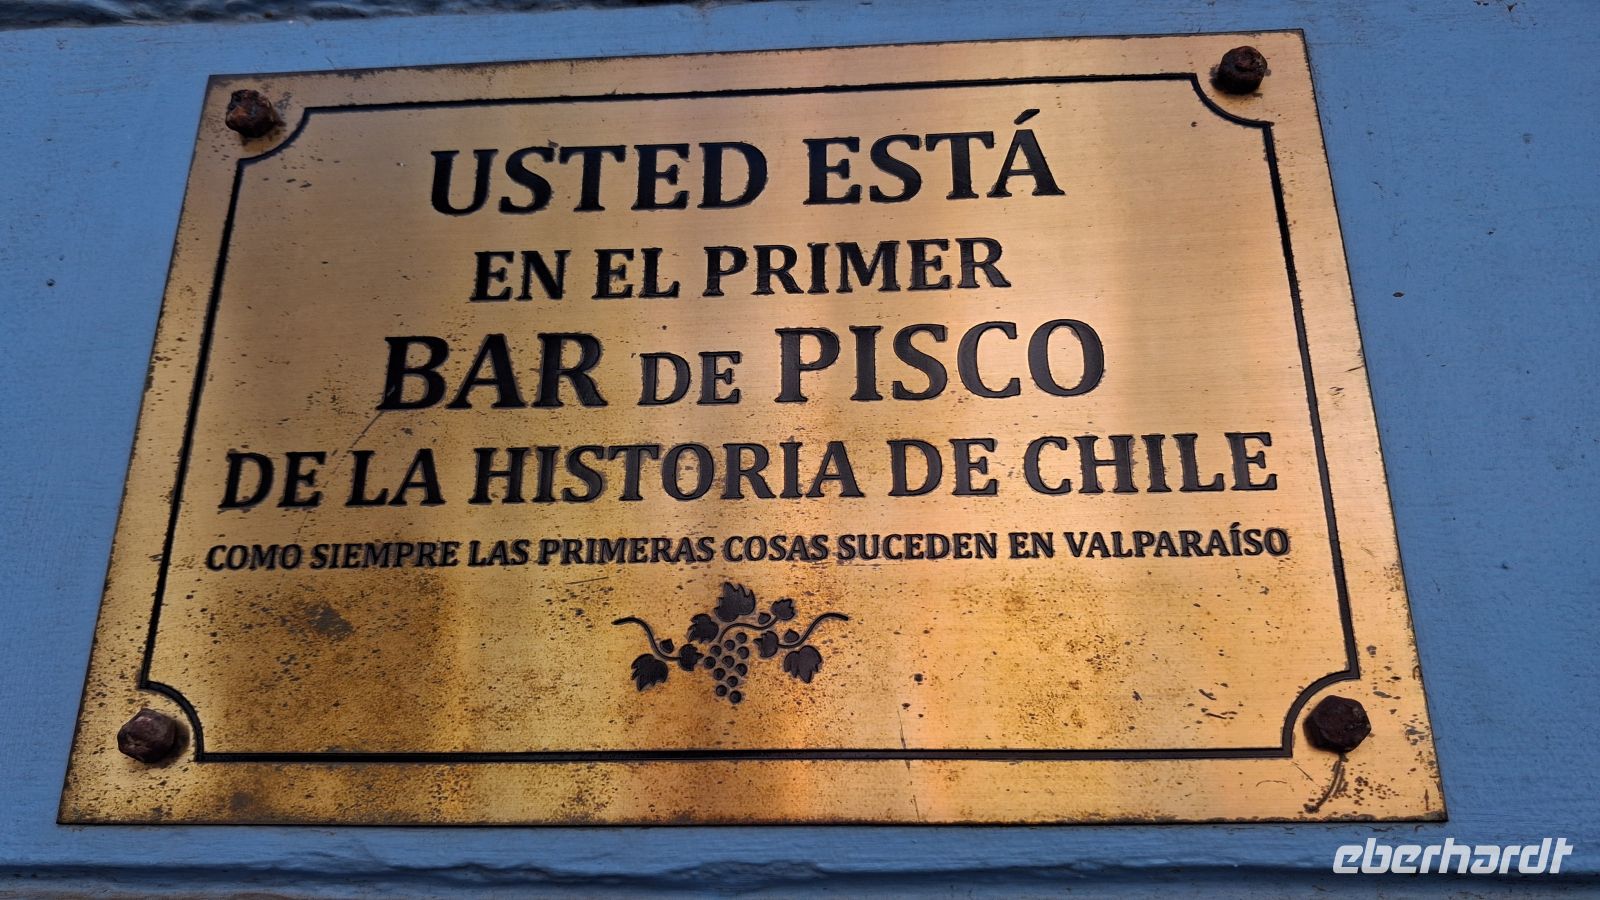 USTED ESTÁ
EN EL PRIMER
BAR DE PISCO
DE LA HISTORIA DE CHILE
COMO SIEMPRE LAS PRIMERAS COSAS SUCEDEN EN VALPARAÍSO
eberhardt